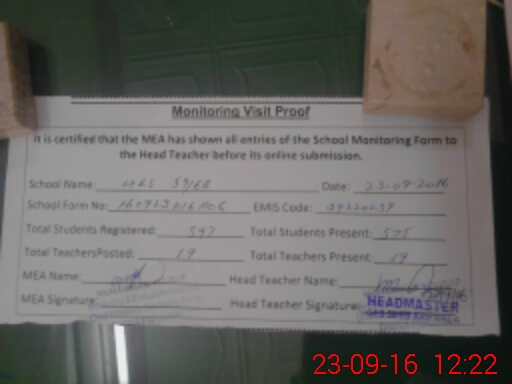 Monitoring Visit Proof
It is certified that the MEA has shown all entries of the School Monitoring Form to
the Head Teacher before its online submission.
School Name: Date: 23-09-2016
School Form No: EMIS Code:
Total Students Registered: 597 Total Students Present: 575
Total TeachersPosted: 19 Total Teachers Present: 19
MEA Name: Head Teacher Name:
MEA Signature: Head Teacher Signature:
HEADMASTER
23-09-16 12:22